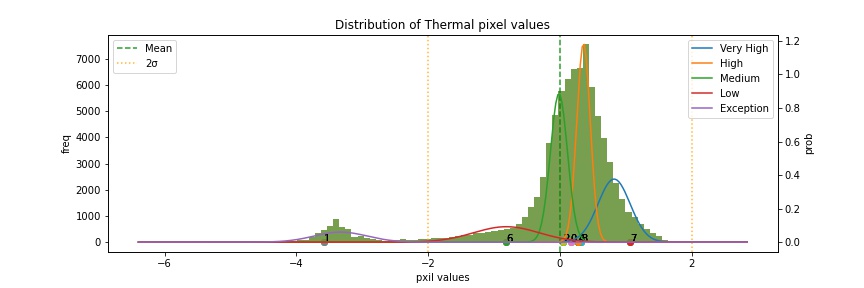 Distribution of Thermal pixel values
Mean
2σ
Very High
High
Medium
Low
Exception
freq
7000
6000
5000
4000
3000
2000
1000
0
1.2
1.0
0.8
0.6
0.4
0.2
0.0
prob
1
6
7
−6
−4
−2
0
2
pxil values